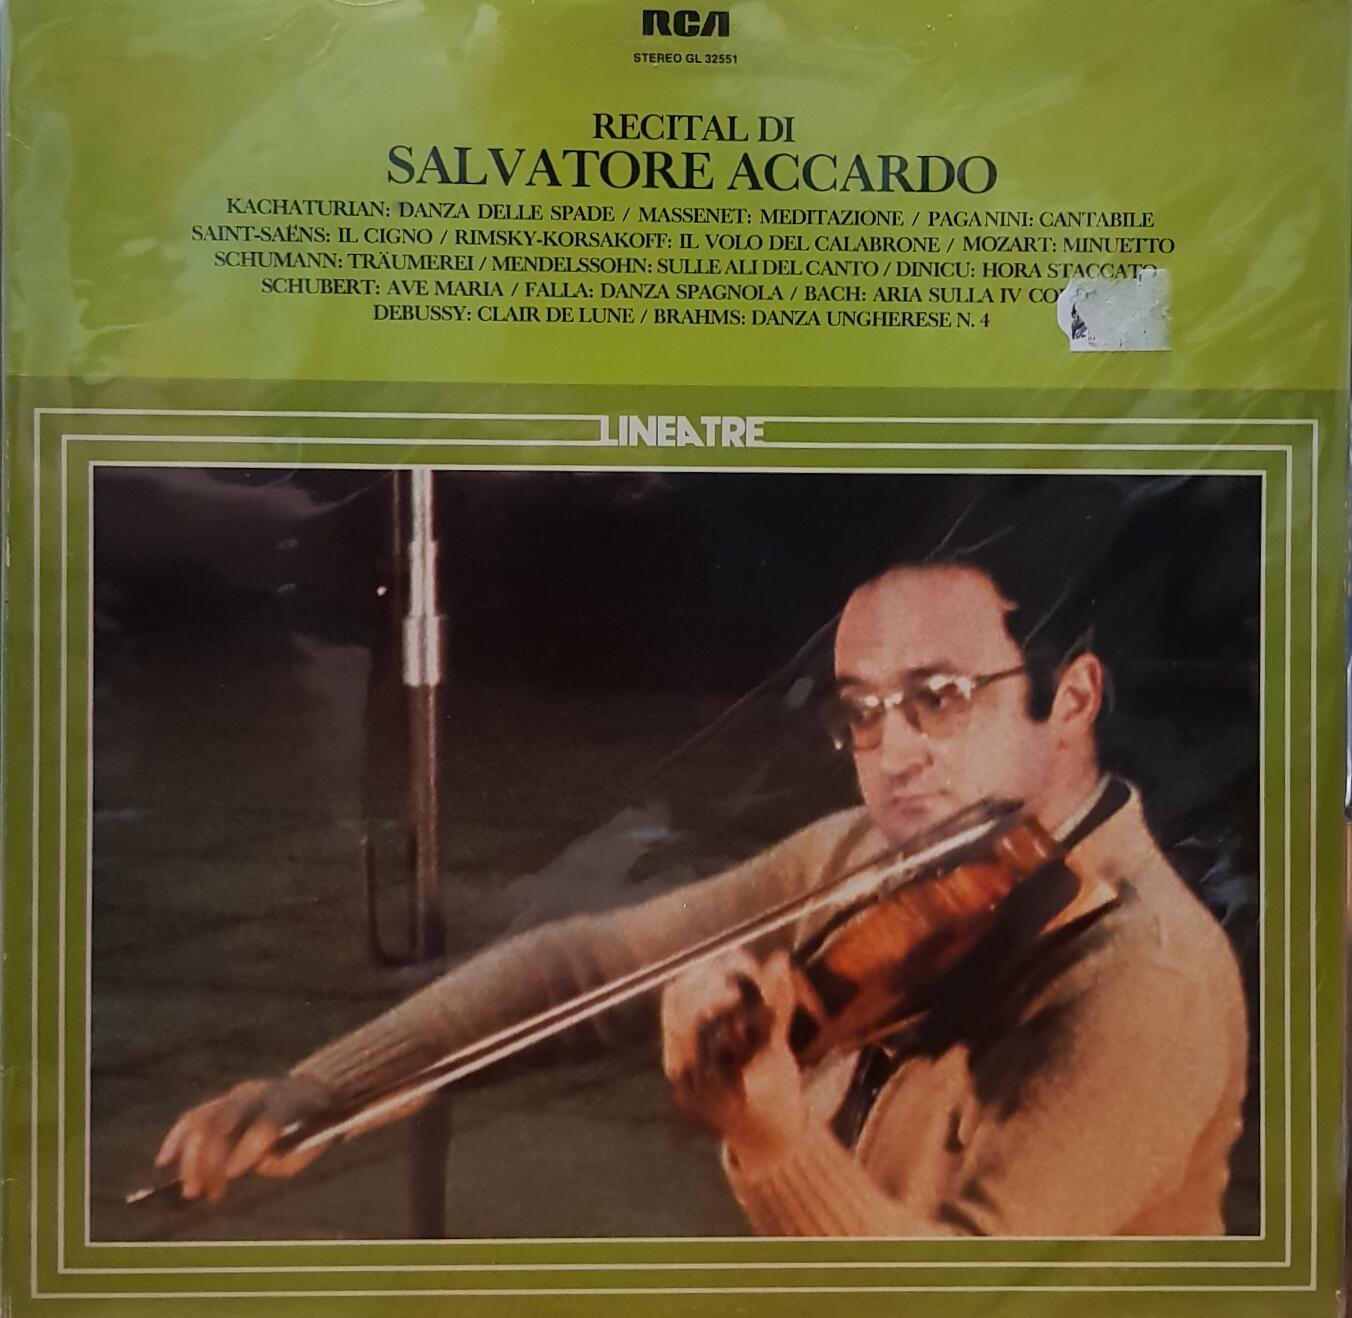 RCA
STEREO GL 32551
RECITAL DI
SALVATORE ACCARDO
KACHATURIAN: DANZA DELLE SPADE / MASSENET: MEDITAZIONE / PAGANINI: CANTABILE
SAINT-SAËNS: IL CIGNO / RIMSKY-KORSAKOFF: IL VOLO DEL CALABRONE / MOZART: MINUETTO
SCHUMANN: TRÄUMEREI / MENDELSSOHN: SULLE ALI DEL CANTO / DINICU: HORA STACCATO
SCHUBERT: AVE MARIA / FALLA: DANZA SPAGNOLA / BACH: ARIA SULLA IV
DEBUSSY: CLAIR DE LUNE / BRAHMS: DANZA UNGHERESE N. 4
LINEATRE